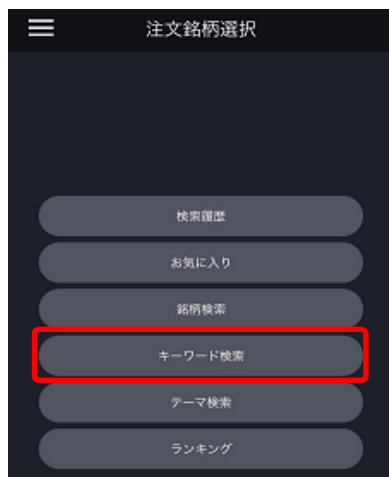 注文銘柄選択
検索履歴
お気に入り
銘柄検索
キーワード検索
テーマ検索
ランキング